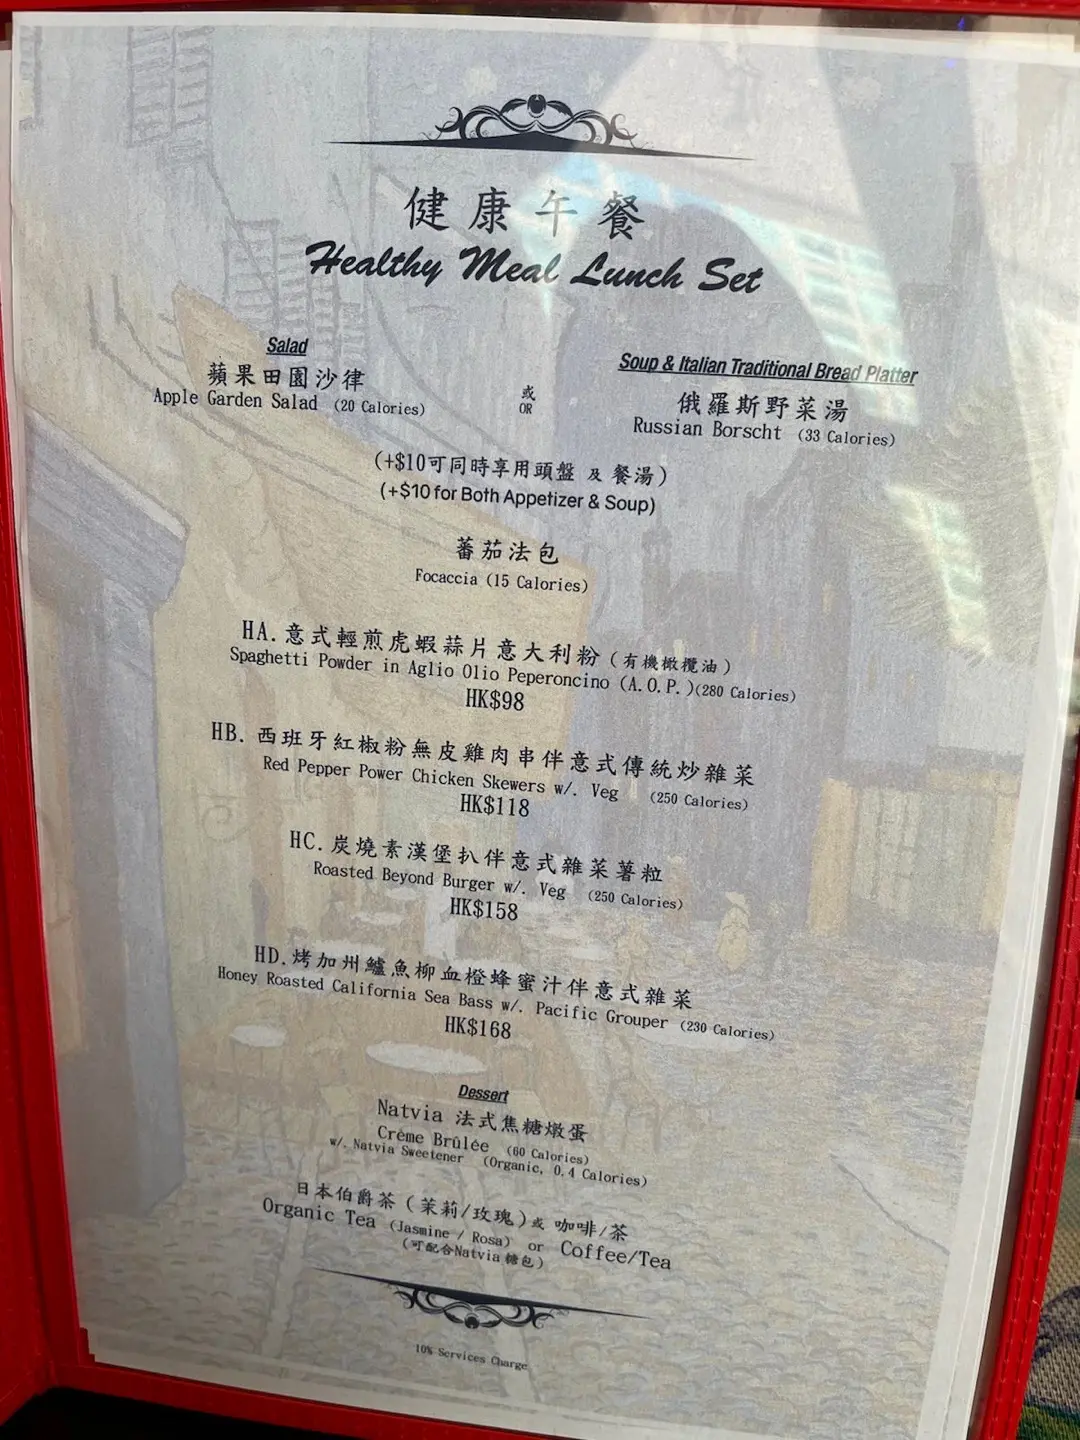 健康午餐
Healthy Meal Lunch Set
Salad
蘋果田園沙律
Apple Garden Salad (20 Calories)
或
OR
Soup & Italian Traditional Bread Platter
俄羅斯野菜湯
Russian Borscht (33 Calories)
(+$10可同時享用頭盤 及 餐湯)
(+$10 for Both Appetizer & Soup)
蕃茄法包
Focaccia (15 Calories)
HA.意式輕煎虎蝦蒜片意大利粉(有機橄欖油)
Spaghetti Powder in Aglio Olio Peperoncino (A.O.P.)(280 Calories)
HK$98
HB. 西班牙紅椒粉無皮雞肉串伴意式傳統炒雜菜
Red Pepper Power Chicken Skewers w/. Veg (250 Calories)
HK$118
HC.炭燒素漢堡扒伴意式雜菜薯粒
Roasted Beyond Burger w/. Veg (250 Calories)
HK$158
HD.烤加州鱸魚柳血橙蜂蜜汁伴意式雜菜
Honey Roasted California Sea Bass w/. Pacific Grouper (230 Calories)
HK$168
Dessert
Natvia 法式焦糖燉蛋
Crème Brûlée (60 Calories)
w/. Natvia Sweetener (Organic, 0.4 Calories)
日本伯爵茶(茉莉/玫瑰)或 咖啡/茶
Organic Tea (Jasmine / Rosa) or Coffee/Tea
(可配合Natvia糖包)
10% Services Charge